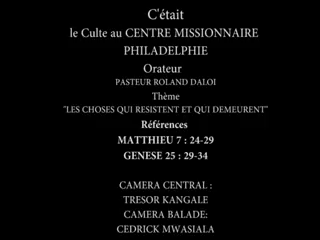 C'était
le Culte au CENTRE MISSIONNAIRE
PHILADELPHIE
Orateur
PASTEUR ROLAND DALOI
Thème
"LES CHOSES QUI RESISTENT ET QUI DEMEURENT"
Références
MATTHIEU 7 : 24-29
GENESE 25 : 29-34
CAMERA CENTRAL :
TRESOR KANGALE
CAMERA BALADE:
CEDRICK MWASIALA